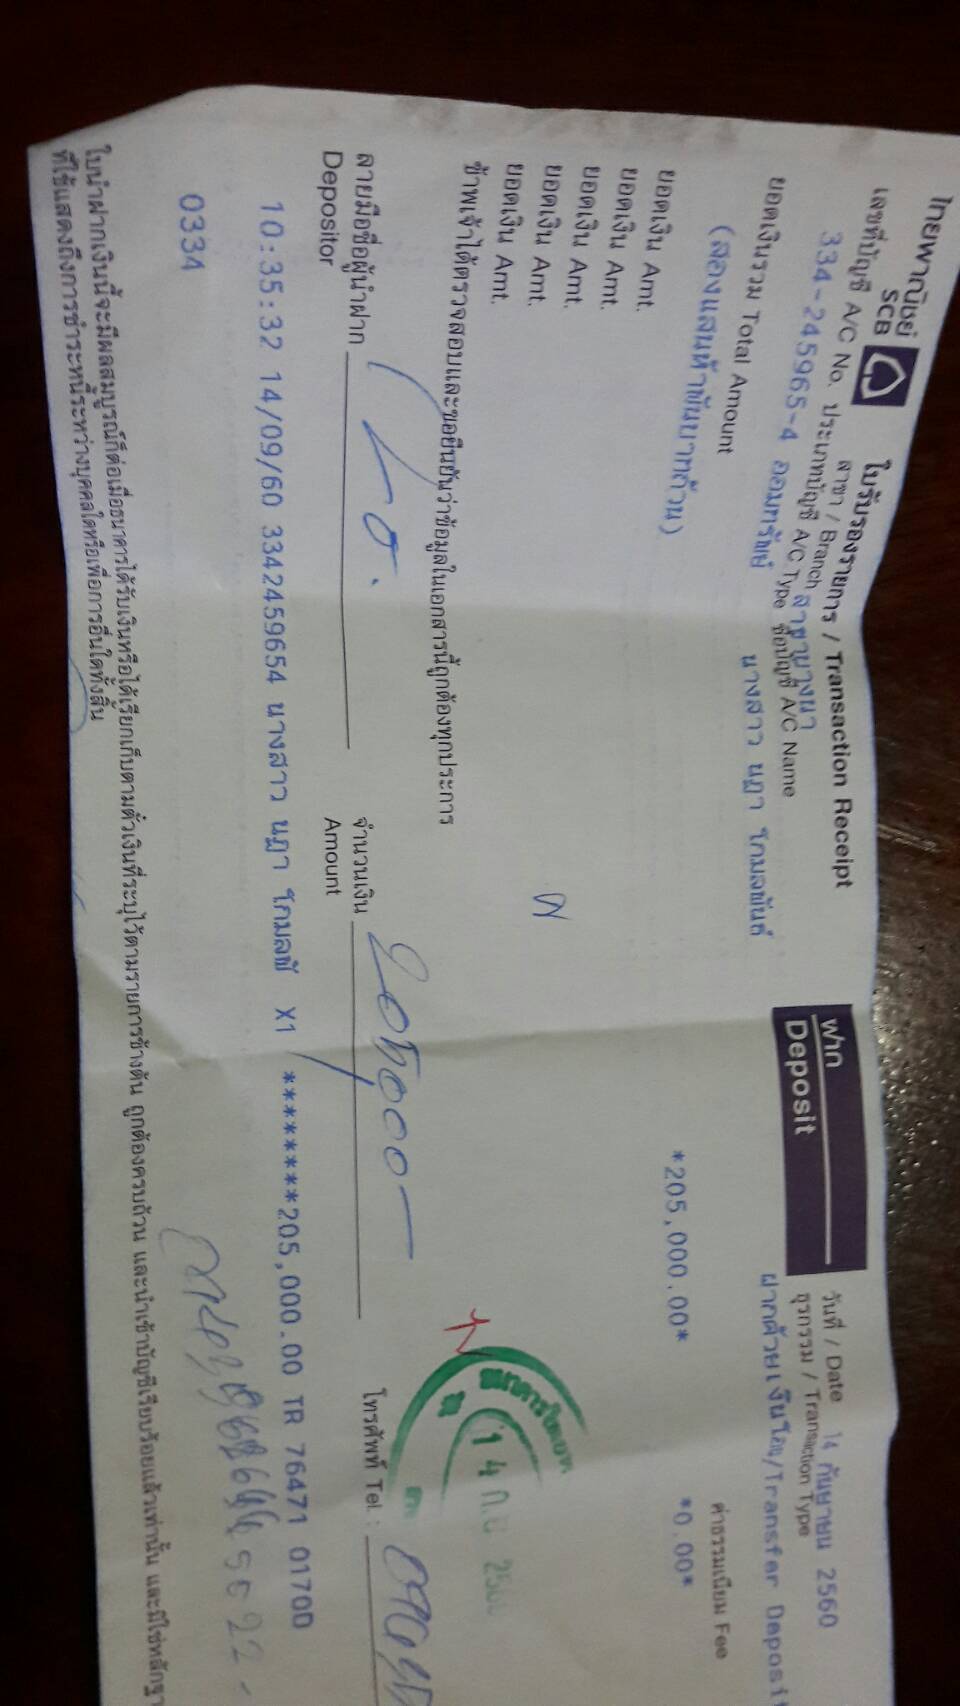 ไทยพาณิชย์
SCB
ใบรับรองรายการ / Transaction Receipt
ฝาก
Deposit
วันที่ / Date 14 กันยายน 2560
เลขที่บัญชี A/C No. ประเภทบัญชี A/C Type ชื่อบัญชี A/C Name
สาขา / Branch สาขาบางนา
ธุรกรรม / Transaction Type
334-245965-4 ออมทรัพย์ นางสาว นฎา โกมลพันธ์
ฝากด้วยเงินโอน/Transfer Deposit
ยอดเงินรวม Total Amount
ค่าธรรมเนียม Fee
(สองแสนห้าพันบาทถ้วน)
*205,000.00*
*0.00*
ยอดเงิน Amt.
ยอดเงิน Amt.
ยอดเงิน Amt.
ยอดเงิน Amt.
ยอดเงิน Amt.
14 ก.ย. 2560
ข้าพเจ้าได้ตรวจสอบและขอยืนยันว่าข้อมูลในเอกสารนี้ถูกต้องทุกประการ
ลายมือชื่อผู้นำฝาก
Depositor
จำนวนเงิน 205000-
Amount
โทรศัพท์ Tel. :
10:35:32 14/09/60 3342459654 นางสาว นฎา โกมลพั X1 ********205,000.00 TR 76471 0170D
0334
ใบนำฝากเงินนี้จะมีผลสมบูรณ์ก็ต่อเมื่อธนาคารได้รับเงินหรือได้เรียกเก็บตามตั๋วเงินที่ระบุไว้ตามรายการข้างต้น ถูกต้องครบถ้วน และนำเข้าบัญชีเรียบร้อยแล้วเท่านั้น และมิใช่หลักฐา
ที่ใช้แสดงถึงการชำระหนี้ระหว่างบุคคลใดหรือเพื่อการอื่นใดทั้งสิ้น